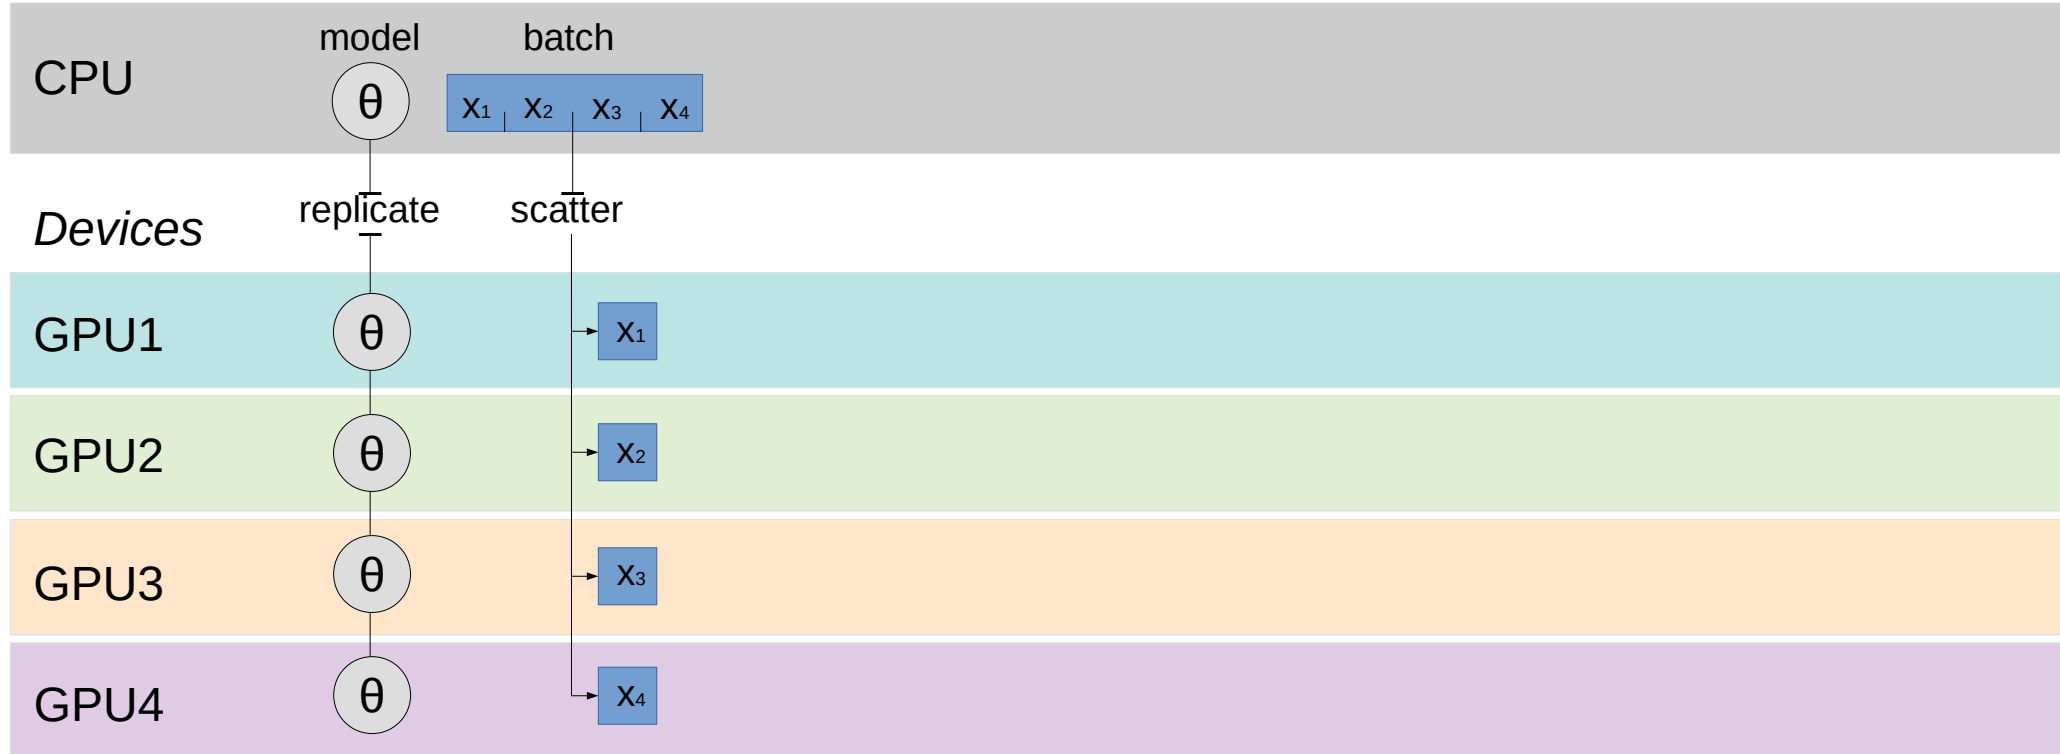 model batch
CPU
θ x1 x2 x3 x4
replicate scatter
Devices
GPU1 θ x1
GPU2 θ x2
GPU3 θ x3
GPU4 θ x4